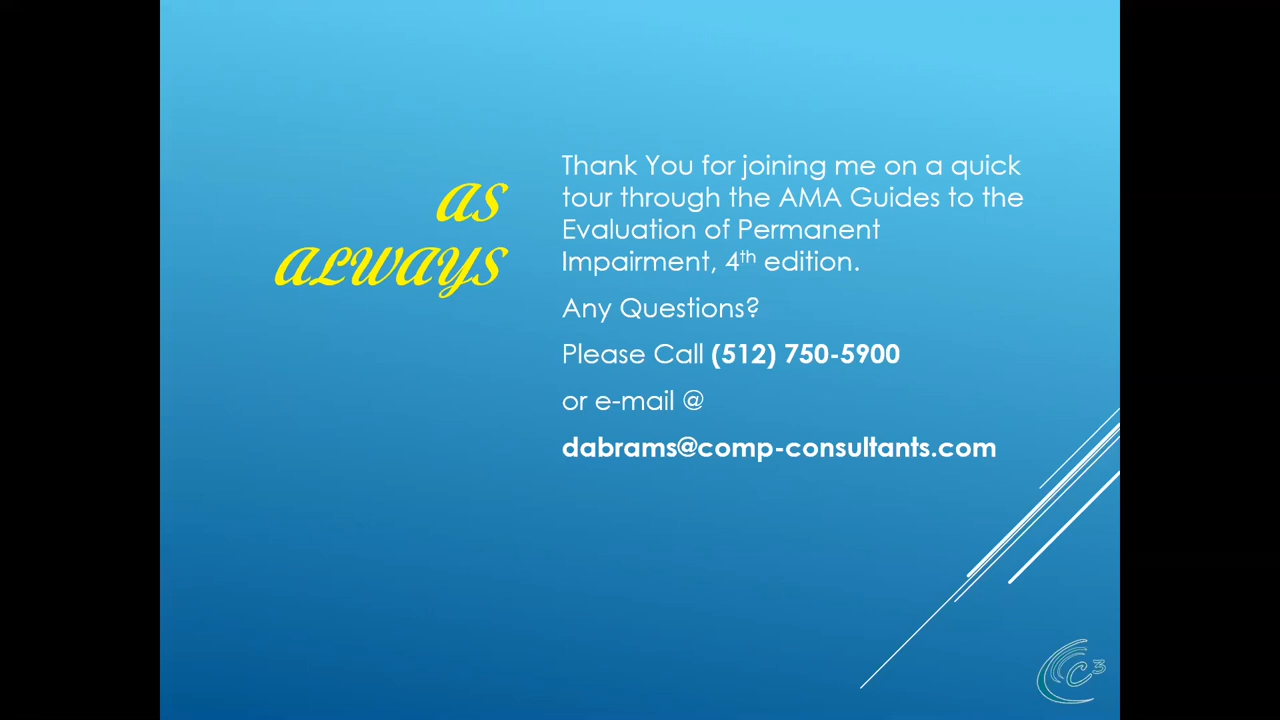 as
always
Thank You for joining me on a quick
tour through the AMA Guides to the
Evaluation of Permanent
Impairment, 4th edition.
Any Questions?
Please Call (512) 750-5900
or e-mail @
dabrams@comp-consultants.com
C3